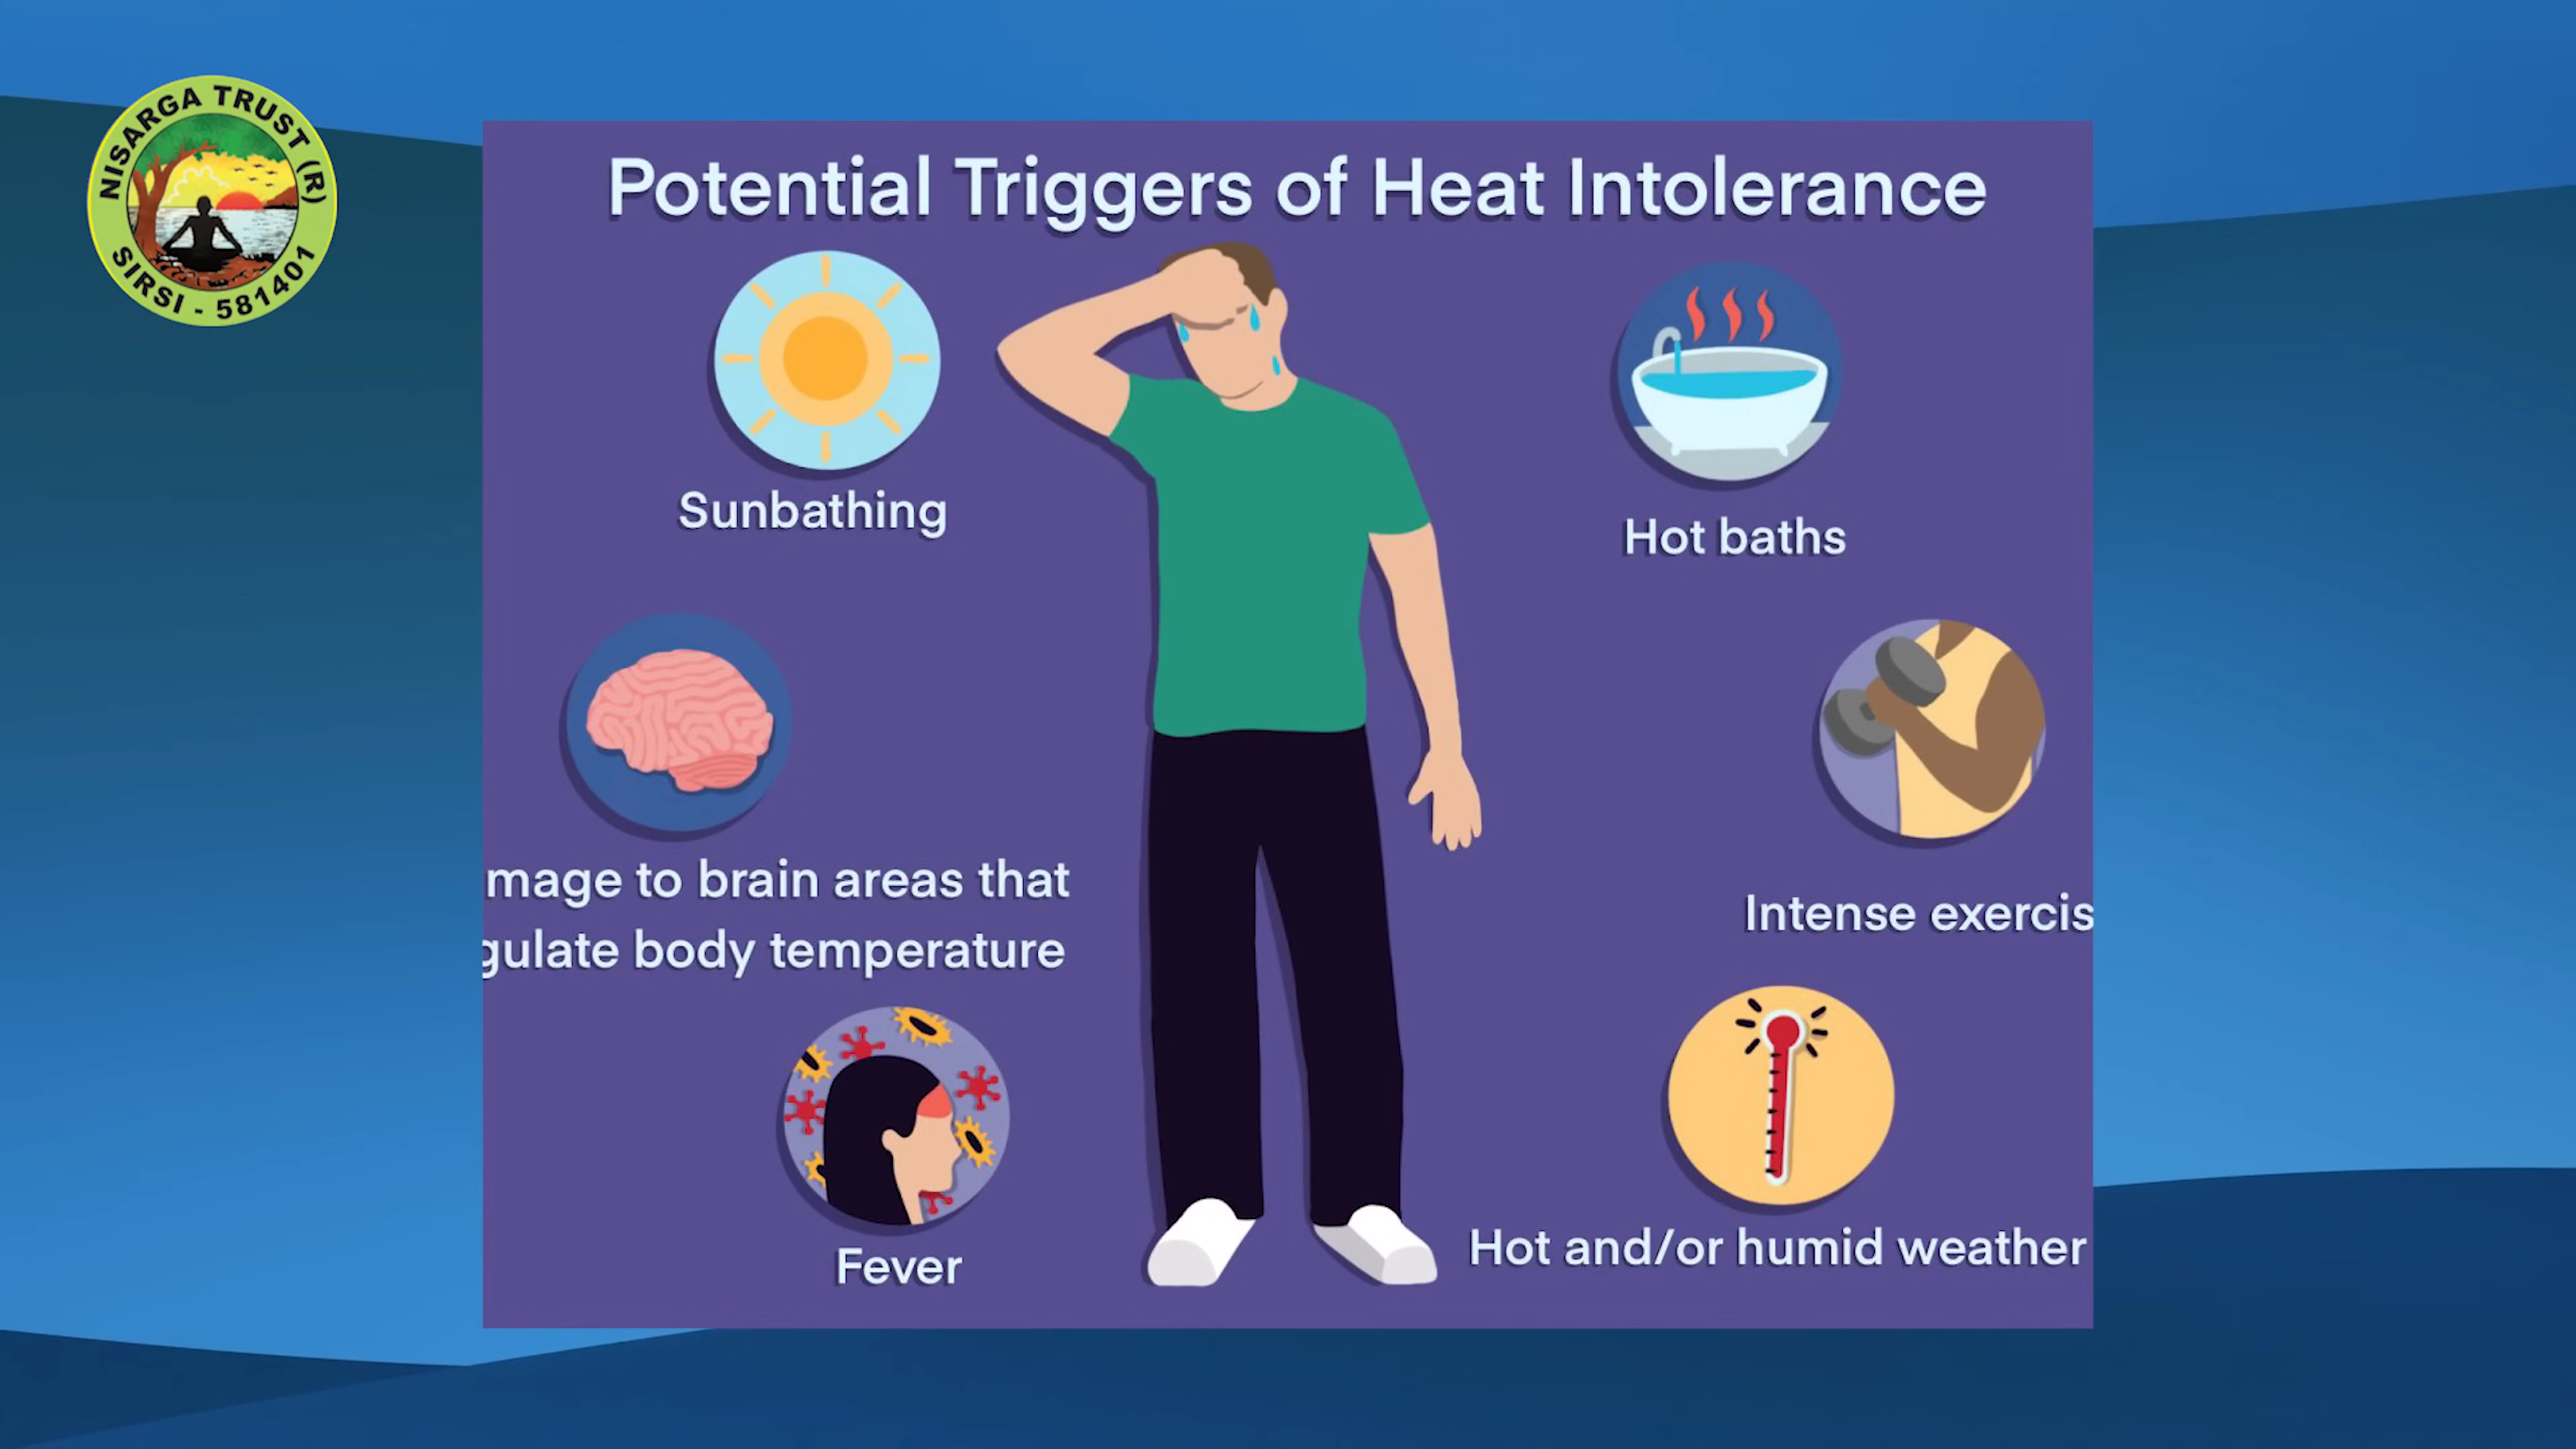 NISARGA TRUST (R)
SIRSI - 581401
Potential Triggers of Heat Intolerance
Sunbathing
Hot baths
mage to brain areas that
gulate body temperature
Intense exercis
Fever
Hot and/or humid weather